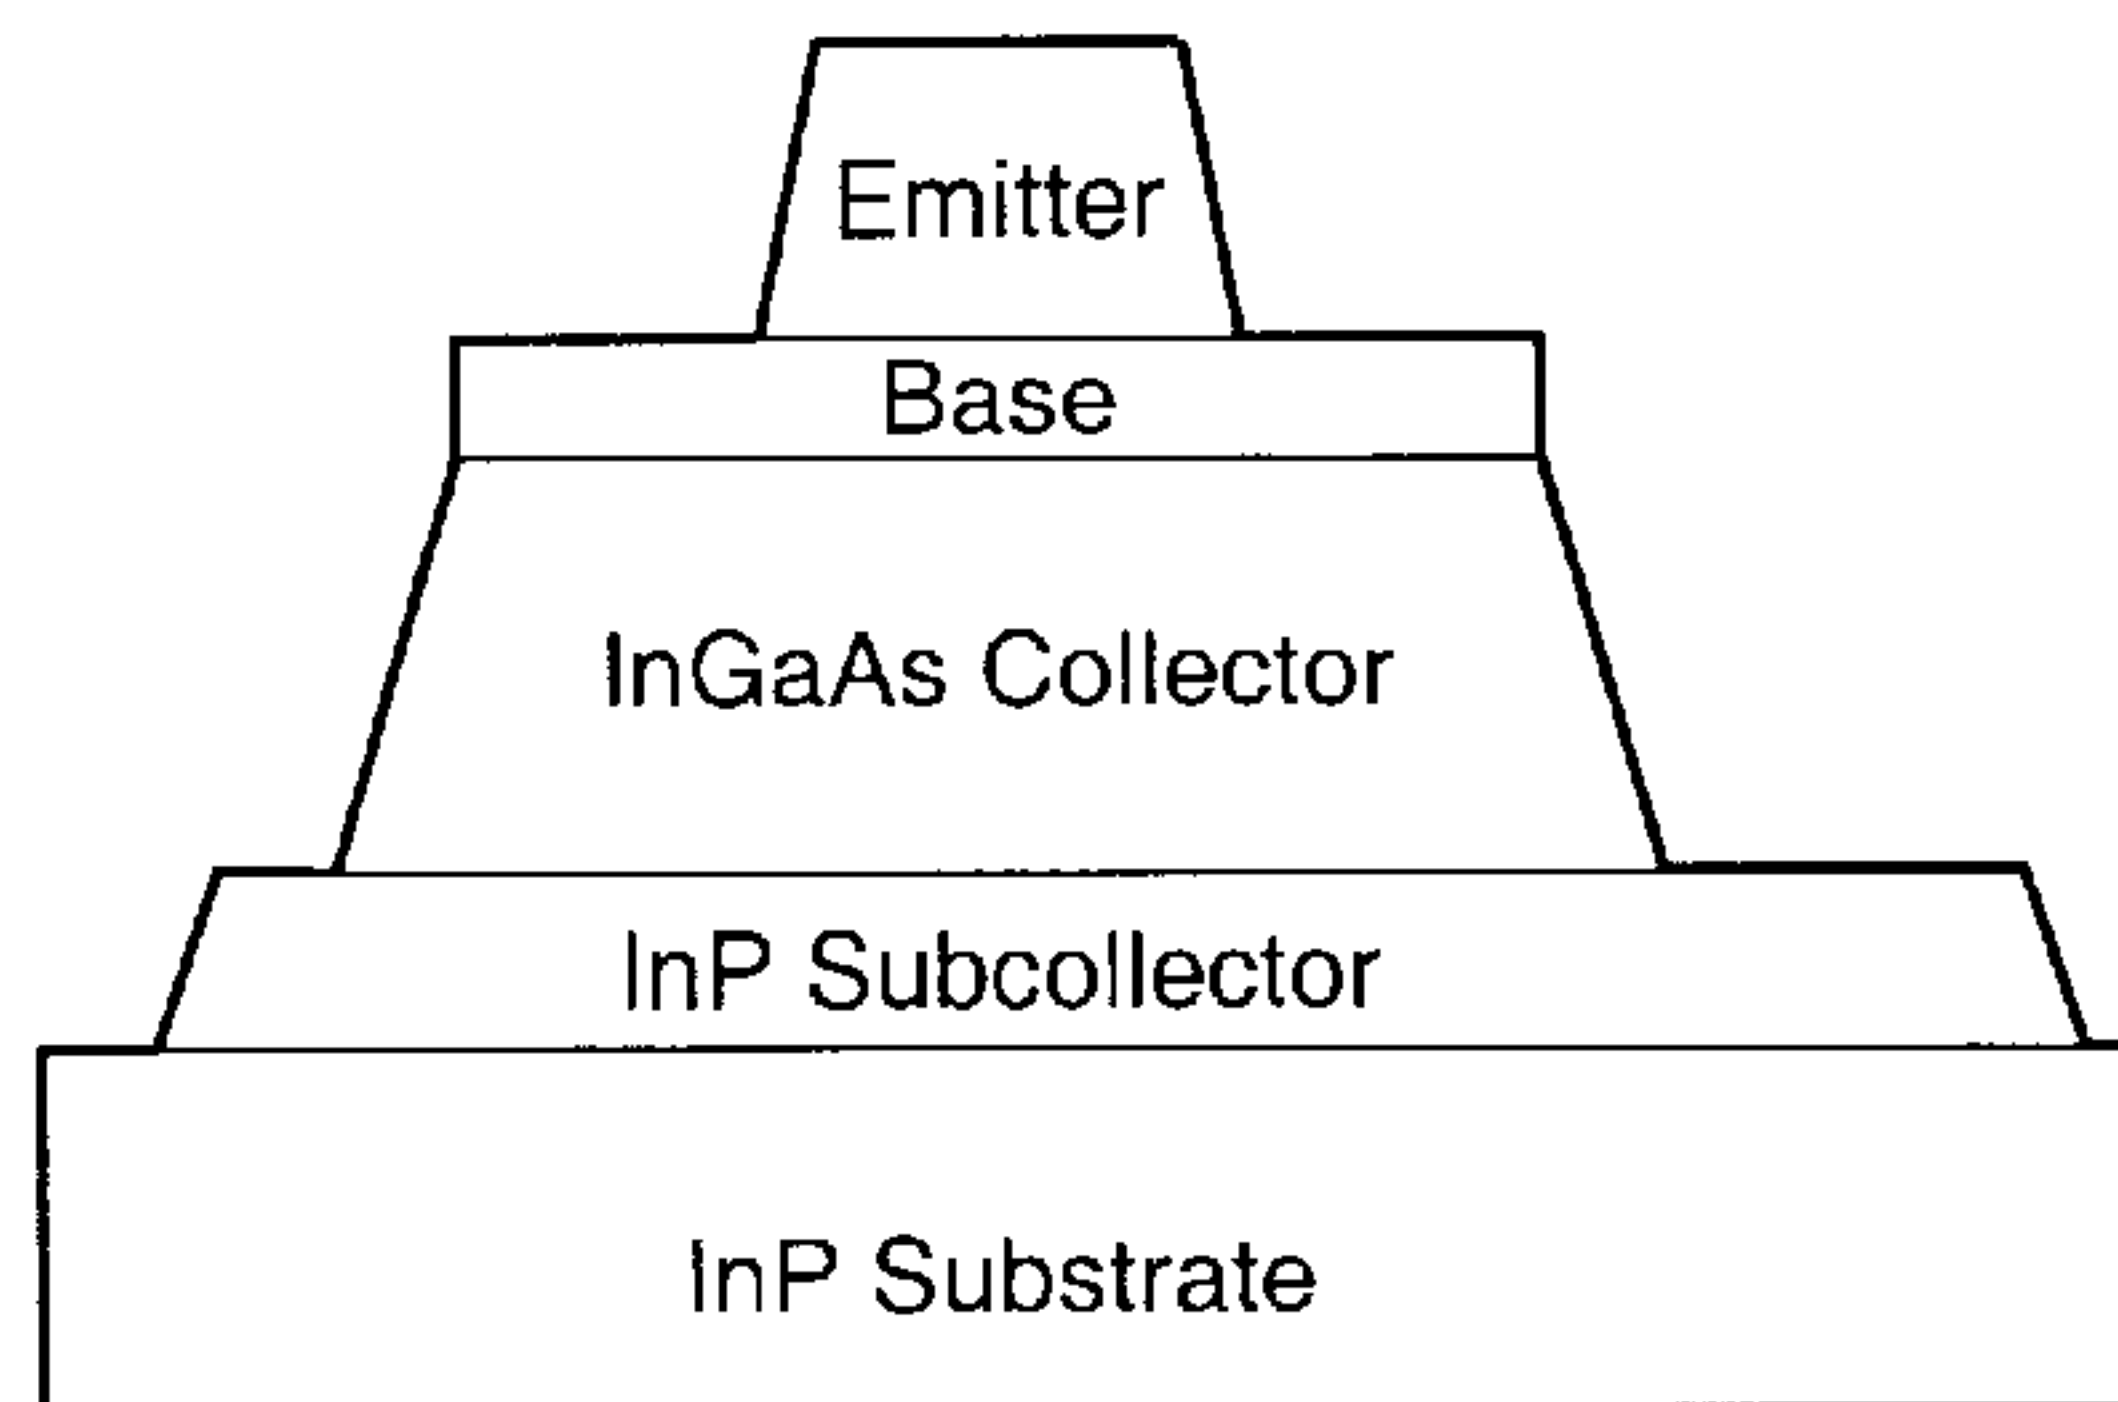 Emitter
Base
InGaAs Collector
InP Subcollector
InP Substrate